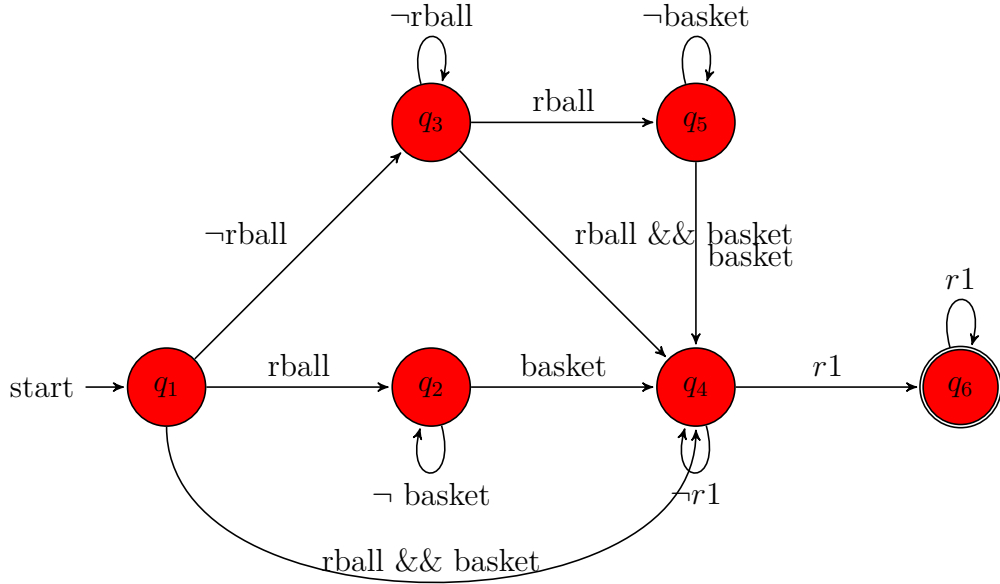 ¬rball
¬basket
q3
rball
q5
¬rball
rball && basket
basket
r1
start
q1
rball
q2
basket
q4
r1
q6
¬ basket
¬r1
rball && basket